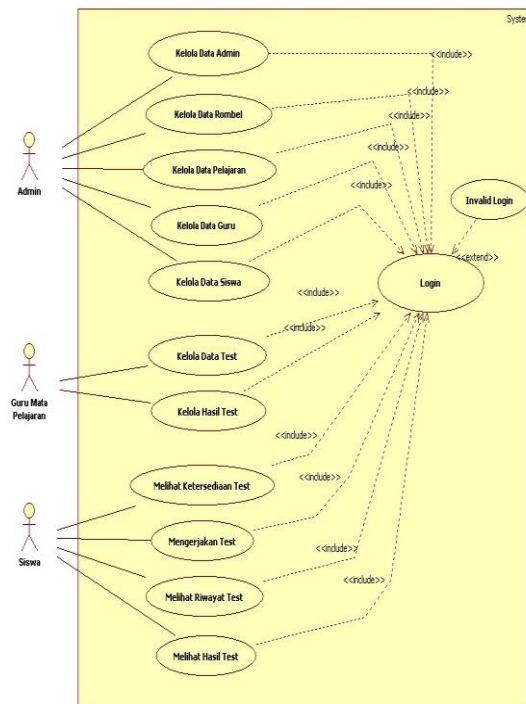 System
Kelola Data Admin
<<include>>
Kelola Data Rombel
<<include>>
Kelola Data Pelajaran
<<include>>
Admin
Kelola Data Guru
<<include>>
Invalid Login
Kelola Data Siswa
<<extend>>
Login
<<include>>
Kelola Data Test
<<include>>
Guru Mata
Pelajaran
Kelola Hasil Test
<<include>>
Melihat Ketersediaan Test
<<include>>
Siswa
Mengerjakan Test
<<include>>
Melihat Riwayat Test
<<include>>
Melihat Hasil Test